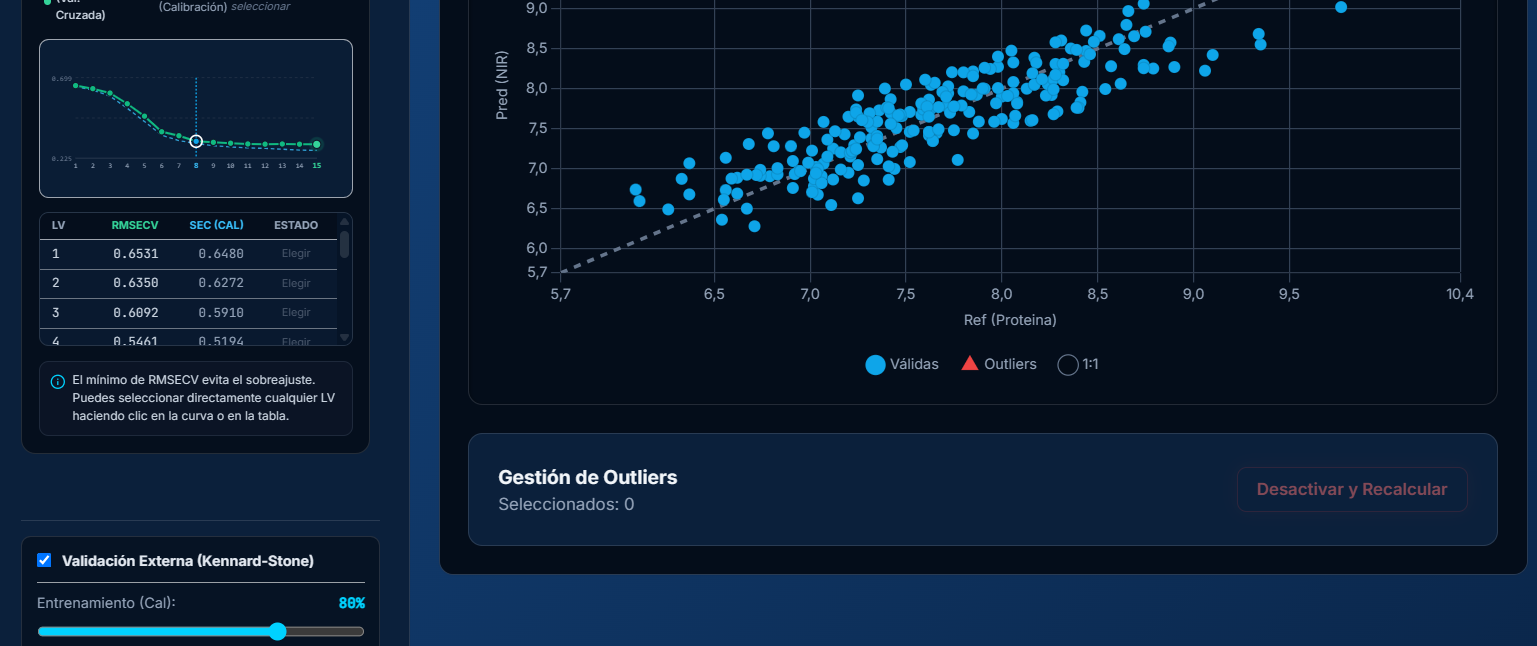 (Val.
Cruzada)
(Calibración) seleccionar
0.699
0.225
1 2 3 4 5 6 7 8 9 10 11 12 13 14 15
LV RMSECV SEC (CAL) ESTADO
1 0.6531 0.6480 Elegir
2 0.6350 0.6272 Elegir
3 0.6092 0.5910 Elegir
4 0.5461 0.5194 Elegir
El mínimo de RMSECV evita el sobreajuste.
Puedes seleccionar directamente cualquier LV
haciendo clic en la curva o en la tabla.
Validación Externa (Kennard-Stone)
Entrenamiento (Cal): 80%
Pred (NIR)
9,0
8,5
8,0
7,5
7,0
6,5
6,0
5,7
5,7 6,5 7,0 7,5 8,0 8,5 9,0 9,5 10,4
Ref (Proteina)
Válidas Outliers 1:1
Gestión de Outliers
Seleccionados: 0
Desactivar y Recalcular